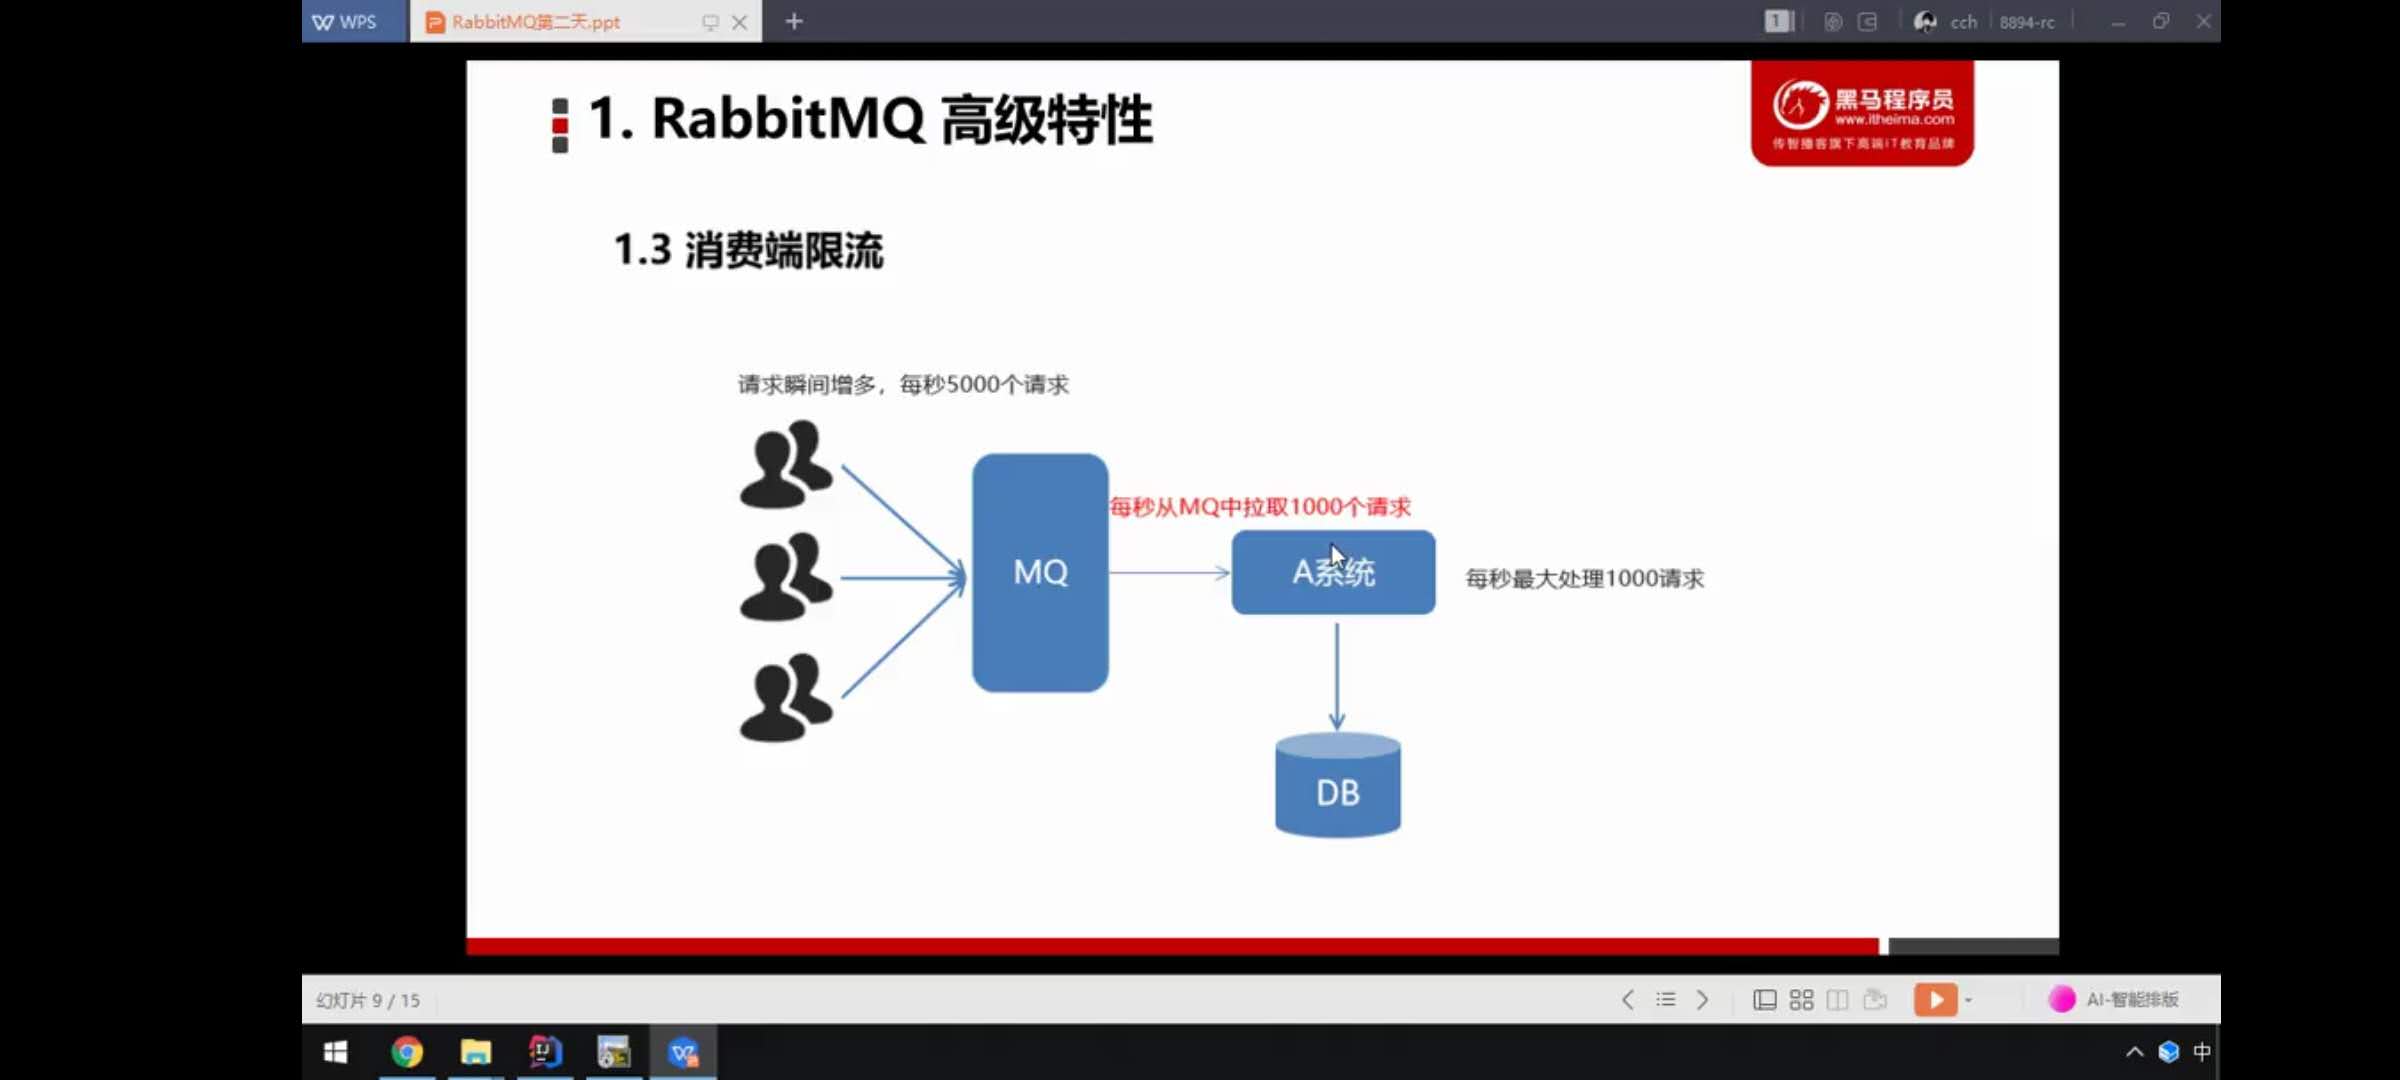 WPS
RabbitMQ第二天.ppt
1
cch
8894-rc
1. RabbitMQ 高级特性
黑马程序员
www.itheima.com
传智播客旗下高端IT教育品牌
1.3 消费端限流
请求瞬间增多，每秒5000个请求
每秒从MQ中拉取1000个请求
MQ
A系统
每秒最大处理1000请求
DB
幻灯片 9 / 15
AI-智能排版
中